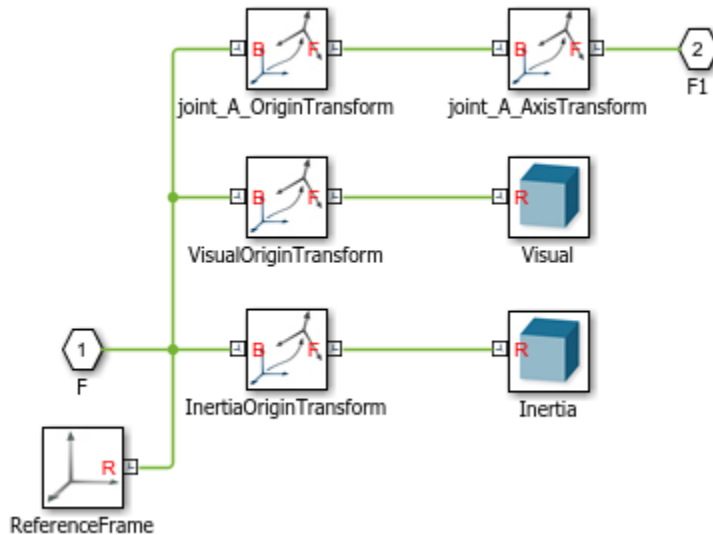 B F
B F
2
joint_A_OriginTransform
joint_A_AxisTransform
F1
B F
R
VisualOriginTransform
Visual
1
F
B F
R
InertiaOriginTransform
Inertia
R
ReferenceFrame